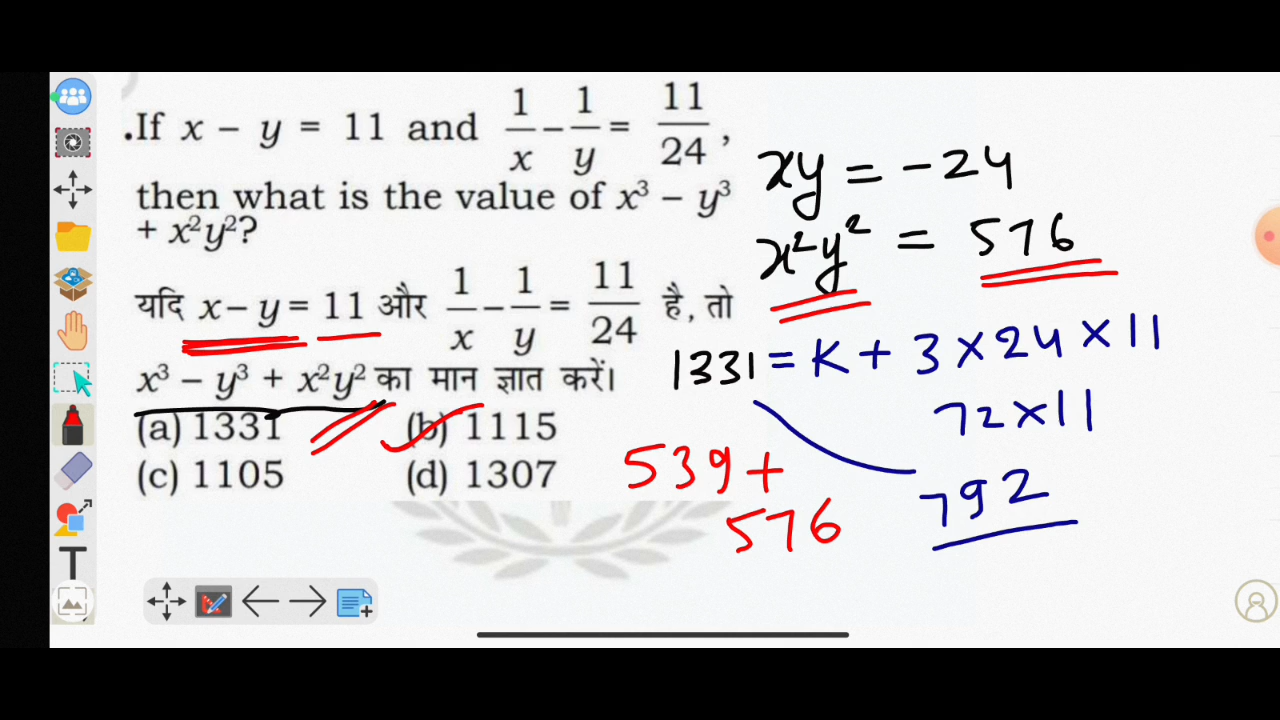 .If x − y = 11 and 1/x − 1/y = 11/24,
then what is the value of x³ − y³
+ x²y²?
यदि x − y = 11 और 1/x − 1/y = 11/24 है, तो
x³ − y³ + x²y² का मान ज्ञात करें।
(a) 1331 (b) 1115
(c) 1105 (d) 1307
xy = -24
x²y² = 576
1331 = K + 3×24×11
72×11
792
539+
576
T